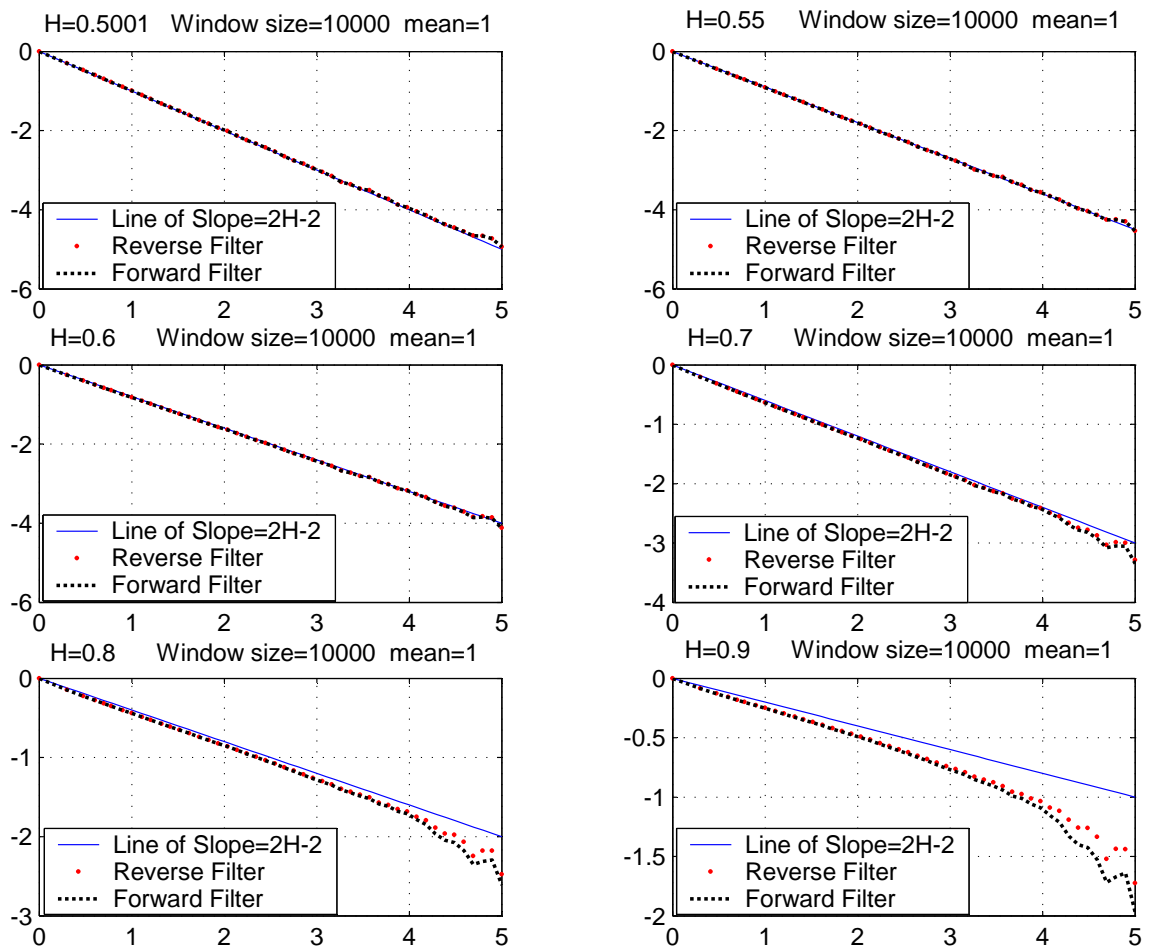 H=0.5001 Window size=10000 mean=1
0
-2
-4
-6
Line of Slope=2H-2
Reverse Filter
Forward Filter
0 1 2 3 4 5
H=0.55 Window size=10000 mean=1
0
-2
-4
-6
Line of Slope=2H-2
Reverse Filter
Forward Filter
0 1 2 3 4 5
H=0.6 Window size=10000 mean=1
0
-2
-4
-6
Line of Slope=2H-2
Reverse Filter
Forward Filter
0 1 2 3 4 5
H=0.7 Window size=10000 mean=1
0
-1
-2
-3
-4
Line of Slope=2H-2
Reverse Filter
Forward Filter
0 1 2 3 4 5
H=0.8 Window size=10000 mean=1
0
-1
-2
-3
Line of Slope=2H-2
Reverse Filter
Forward Filter
0 1 2 3 4 5
H=0.9 Window size=10000 mean=1
0
-0.5
-1
-1.5
-2
Line of Slope=2H-2
Reverse Filter
Forward Filter
0 1 2 3 4 5